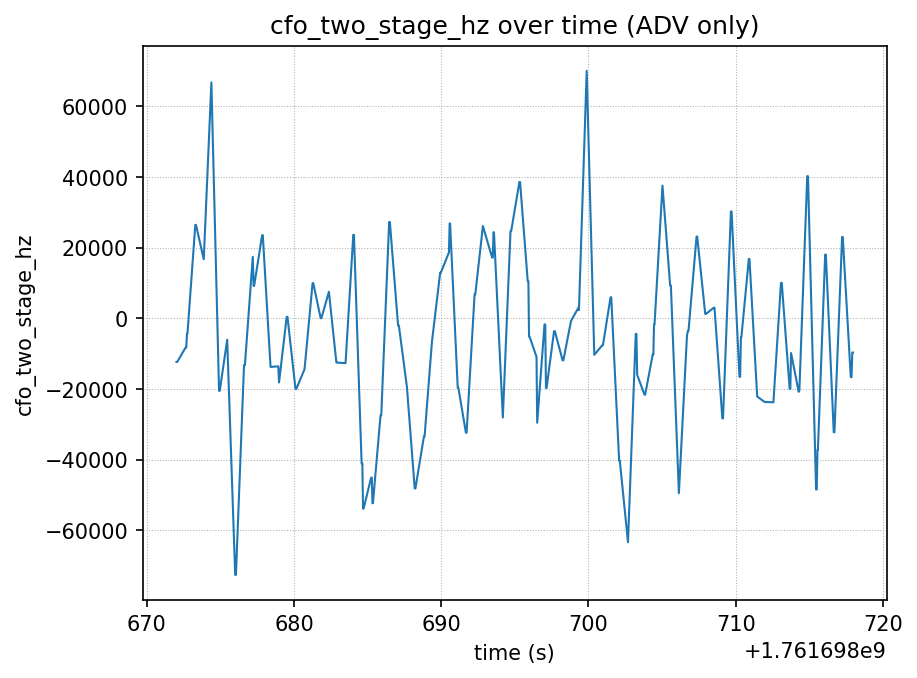 cfo_two_stage_hz over time (ADV only)
cfo_two_stage_hz
60000
40000
20000
0
−20000
−40000
−60000
670 680 690 700 710 720
time (s)
+1.761698e9